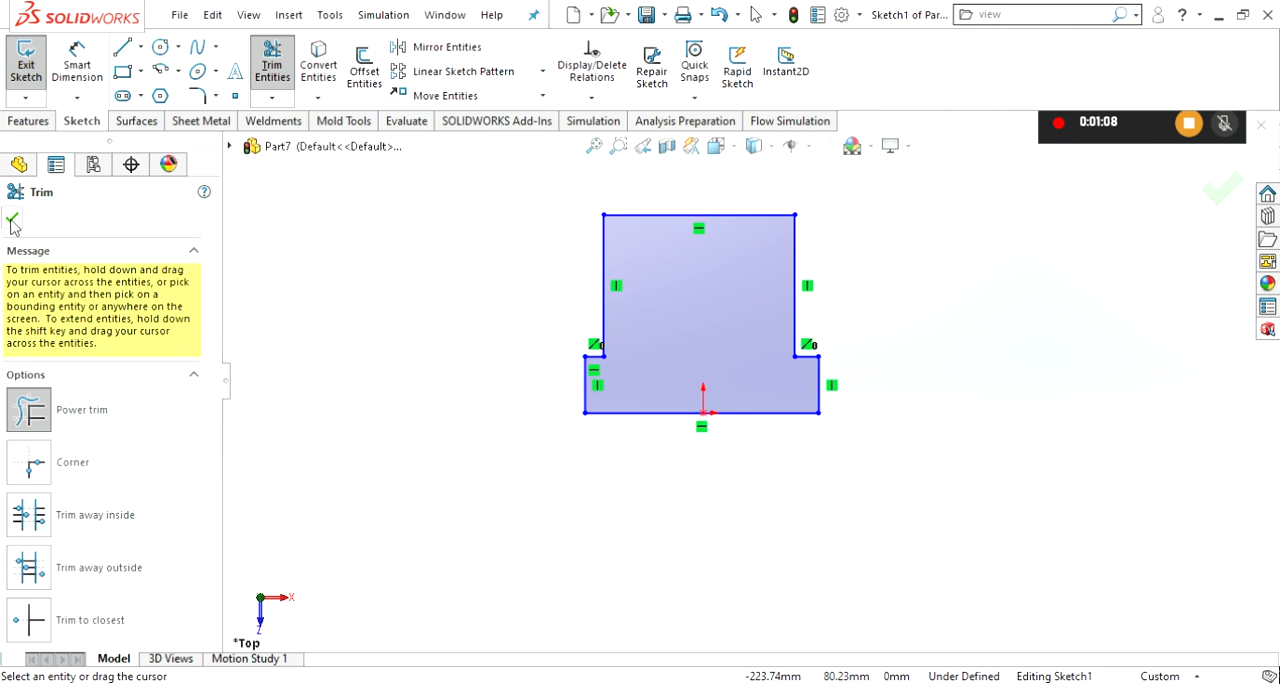 SOLIDWORKS File Edit View Insert Tools Simulation Window Help Sketch1 of Par... view ?
Exit Sketch
Smart Dimension
Trim Entities
Convert Entities
Offset Entities
Mirror Entities
Linear Sketch Pattern
Move Entities
Display/Delete Relations
Repair Sketch
Quick Snaps
Rapid Sketch
Instant2D
Features Sketch Surfaces Sheet Metal Weldments Mold Tools Evaluate SOLIDWORKS Add-Ins Simulation Analysis Preparation Flow Simulation
0:01:08
Part7 (Default<<Default>...
Trim ?
Message
To trim entities, hold down and drag
your cursor across the entities, or pick
on an entity and then pick on a
bounding entity or anywhere on the
screen. To extend entities, hold down
the shift key and drag your cursor
across the entities.
Options
Power trim
Corner
Trim away inside
Trim away outside
Trim to closest
0 0
X
Z
*Top
Model 3D Views Motion Study 1
Select an entity or drag the cursor -223.74mm 80.23mm 0mm Under Defined Editing Sketch1 Custom